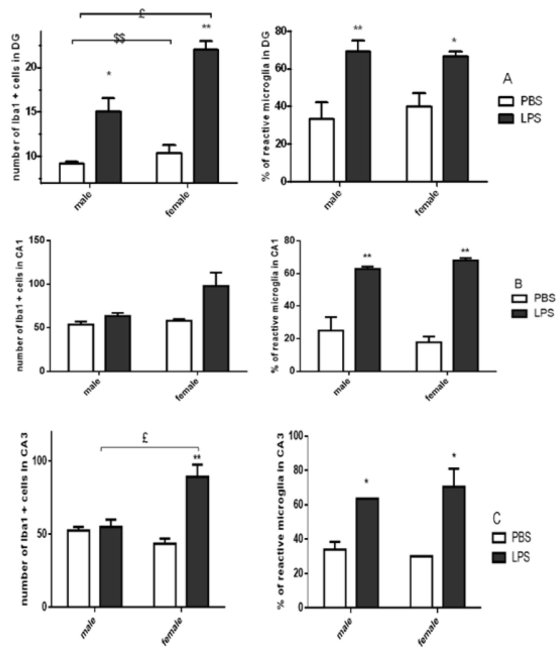 number of Iba1 + cells in DG
25
20
15
10
£
$$
*
**
male
female
% of reactive microglia in DG
80
60
40
20
0
**
*
male
female
A
PBS
LPS
number of Iba1 + cells in CA1
150
100
50
0
male
female
% of reactive microglia in CA1
80
60
40
20
0
**
**
male
female
B
PBS
LPS
number of Iba1 + cells in CA3
100
50
0
£
**
male
female
% of reactive microglia in CA3
80
60
40
20
0
*
*
male
female
C
PBS
LPS